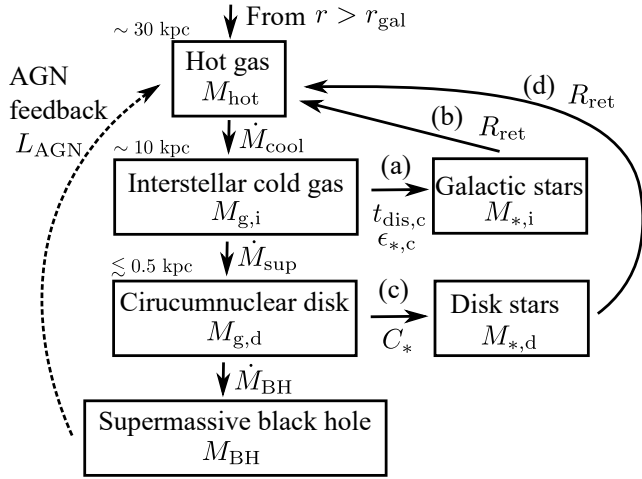 From r > r_gal
~ 30 kpc
Hot gas
M_hot
AGN
feedback
L_AGN
(d)
R_ret
(b) R_ret
Ṁ_cool
~ 10 kpc
Interstellar cold gas
M_g,i
(a)
t_dis,c
ϵ_*,c
Galactic stars
M_*,i
Ṁ_sup
≲ 0.5 kpc
Cirucumnuclear disk
M_g,d
(c)
C_*
Disk stars
M_*,d
Ṁ_BH
Supermassive black hole
M_BH